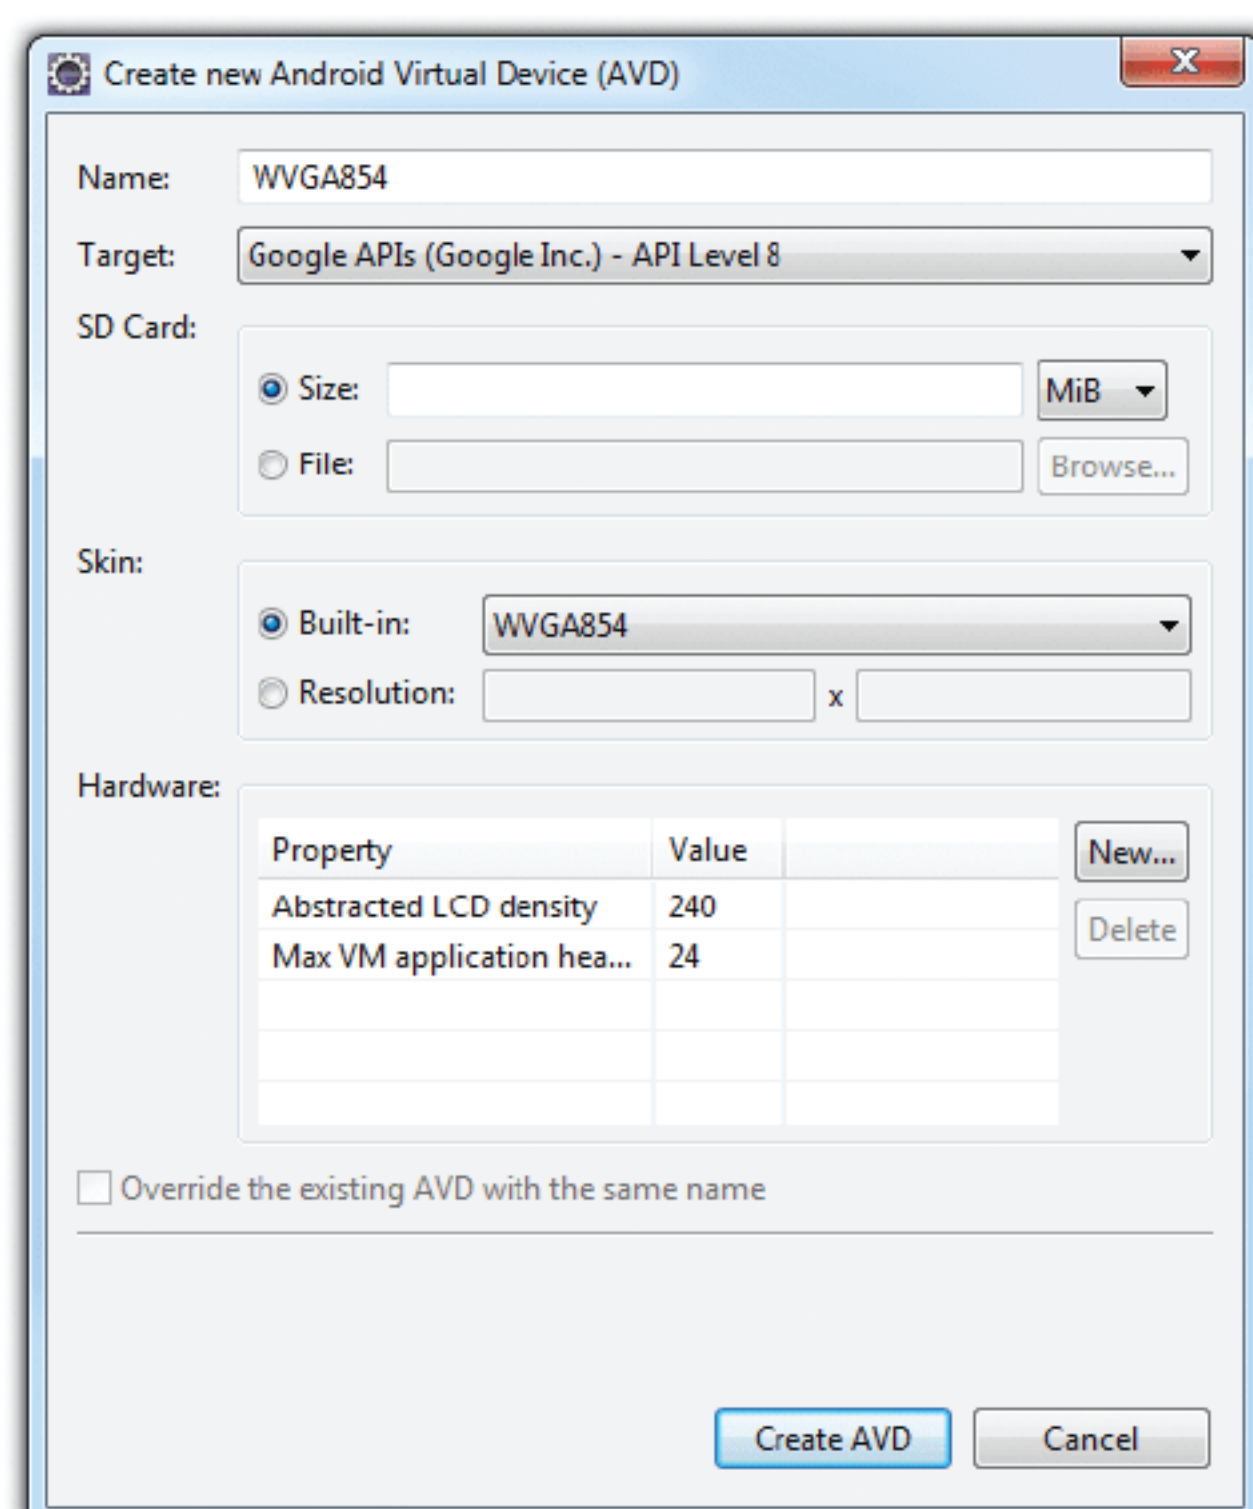 Create new Android Virtual Device (AVD)
Name: WVGA854
Target: Google APIs (Google Inc.) - API Level 8
SD Card:
Size: MiB
File: Browse...
Skin:
Built-in: WVGA854
Resolution: x
Hardware:
Property Value New...
Abstracted LCD density 240
Delete
Max VM application hea... 24
Override the existing AVD with the same name
Create AVD Cancel